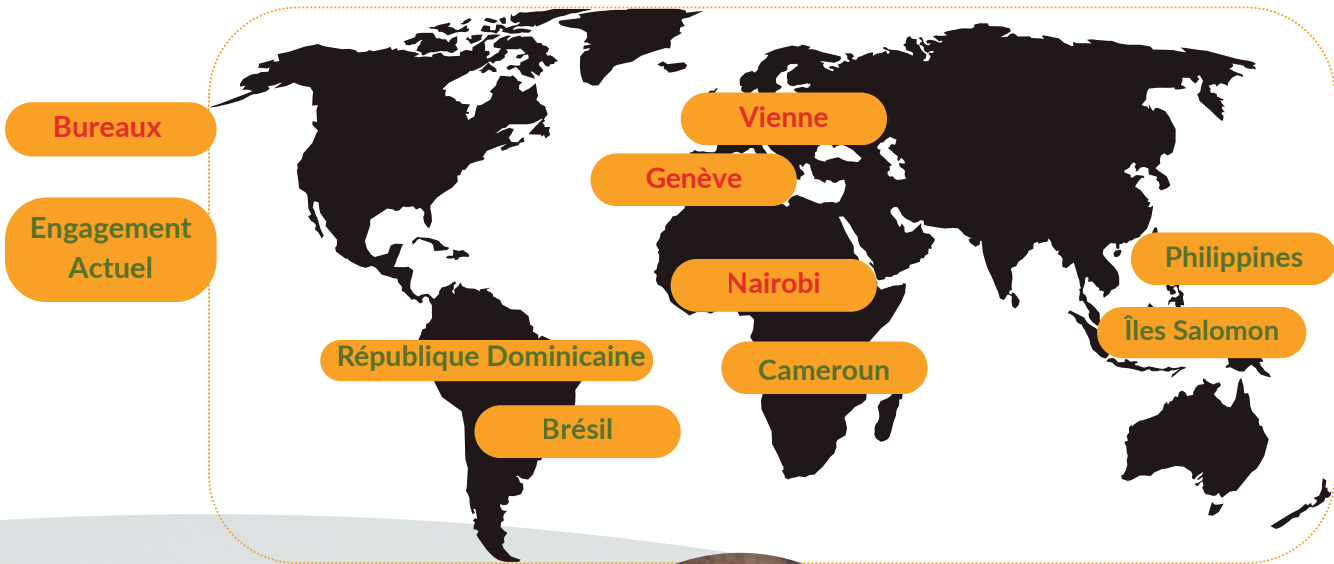 Bureaux
Engagement
Actuel
Vienne
Genève
Nairobi
Philippines
Îles Salomon
République Dominicaine
Cameroun
Brésil